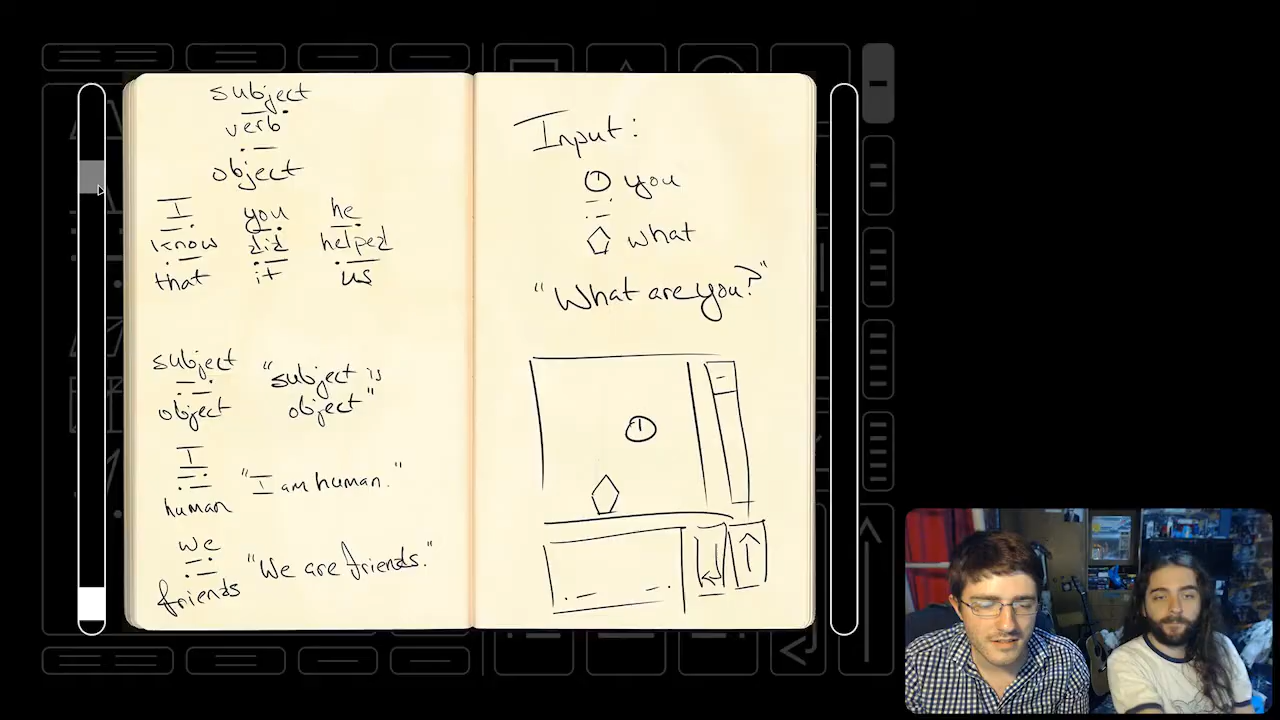 subject
verb
object
I you he
know did helped
that it us
subject "subject is
object object"
I
"I am human."
human
we
"We are friends."
friends
Input:
you
what
"What are you?"